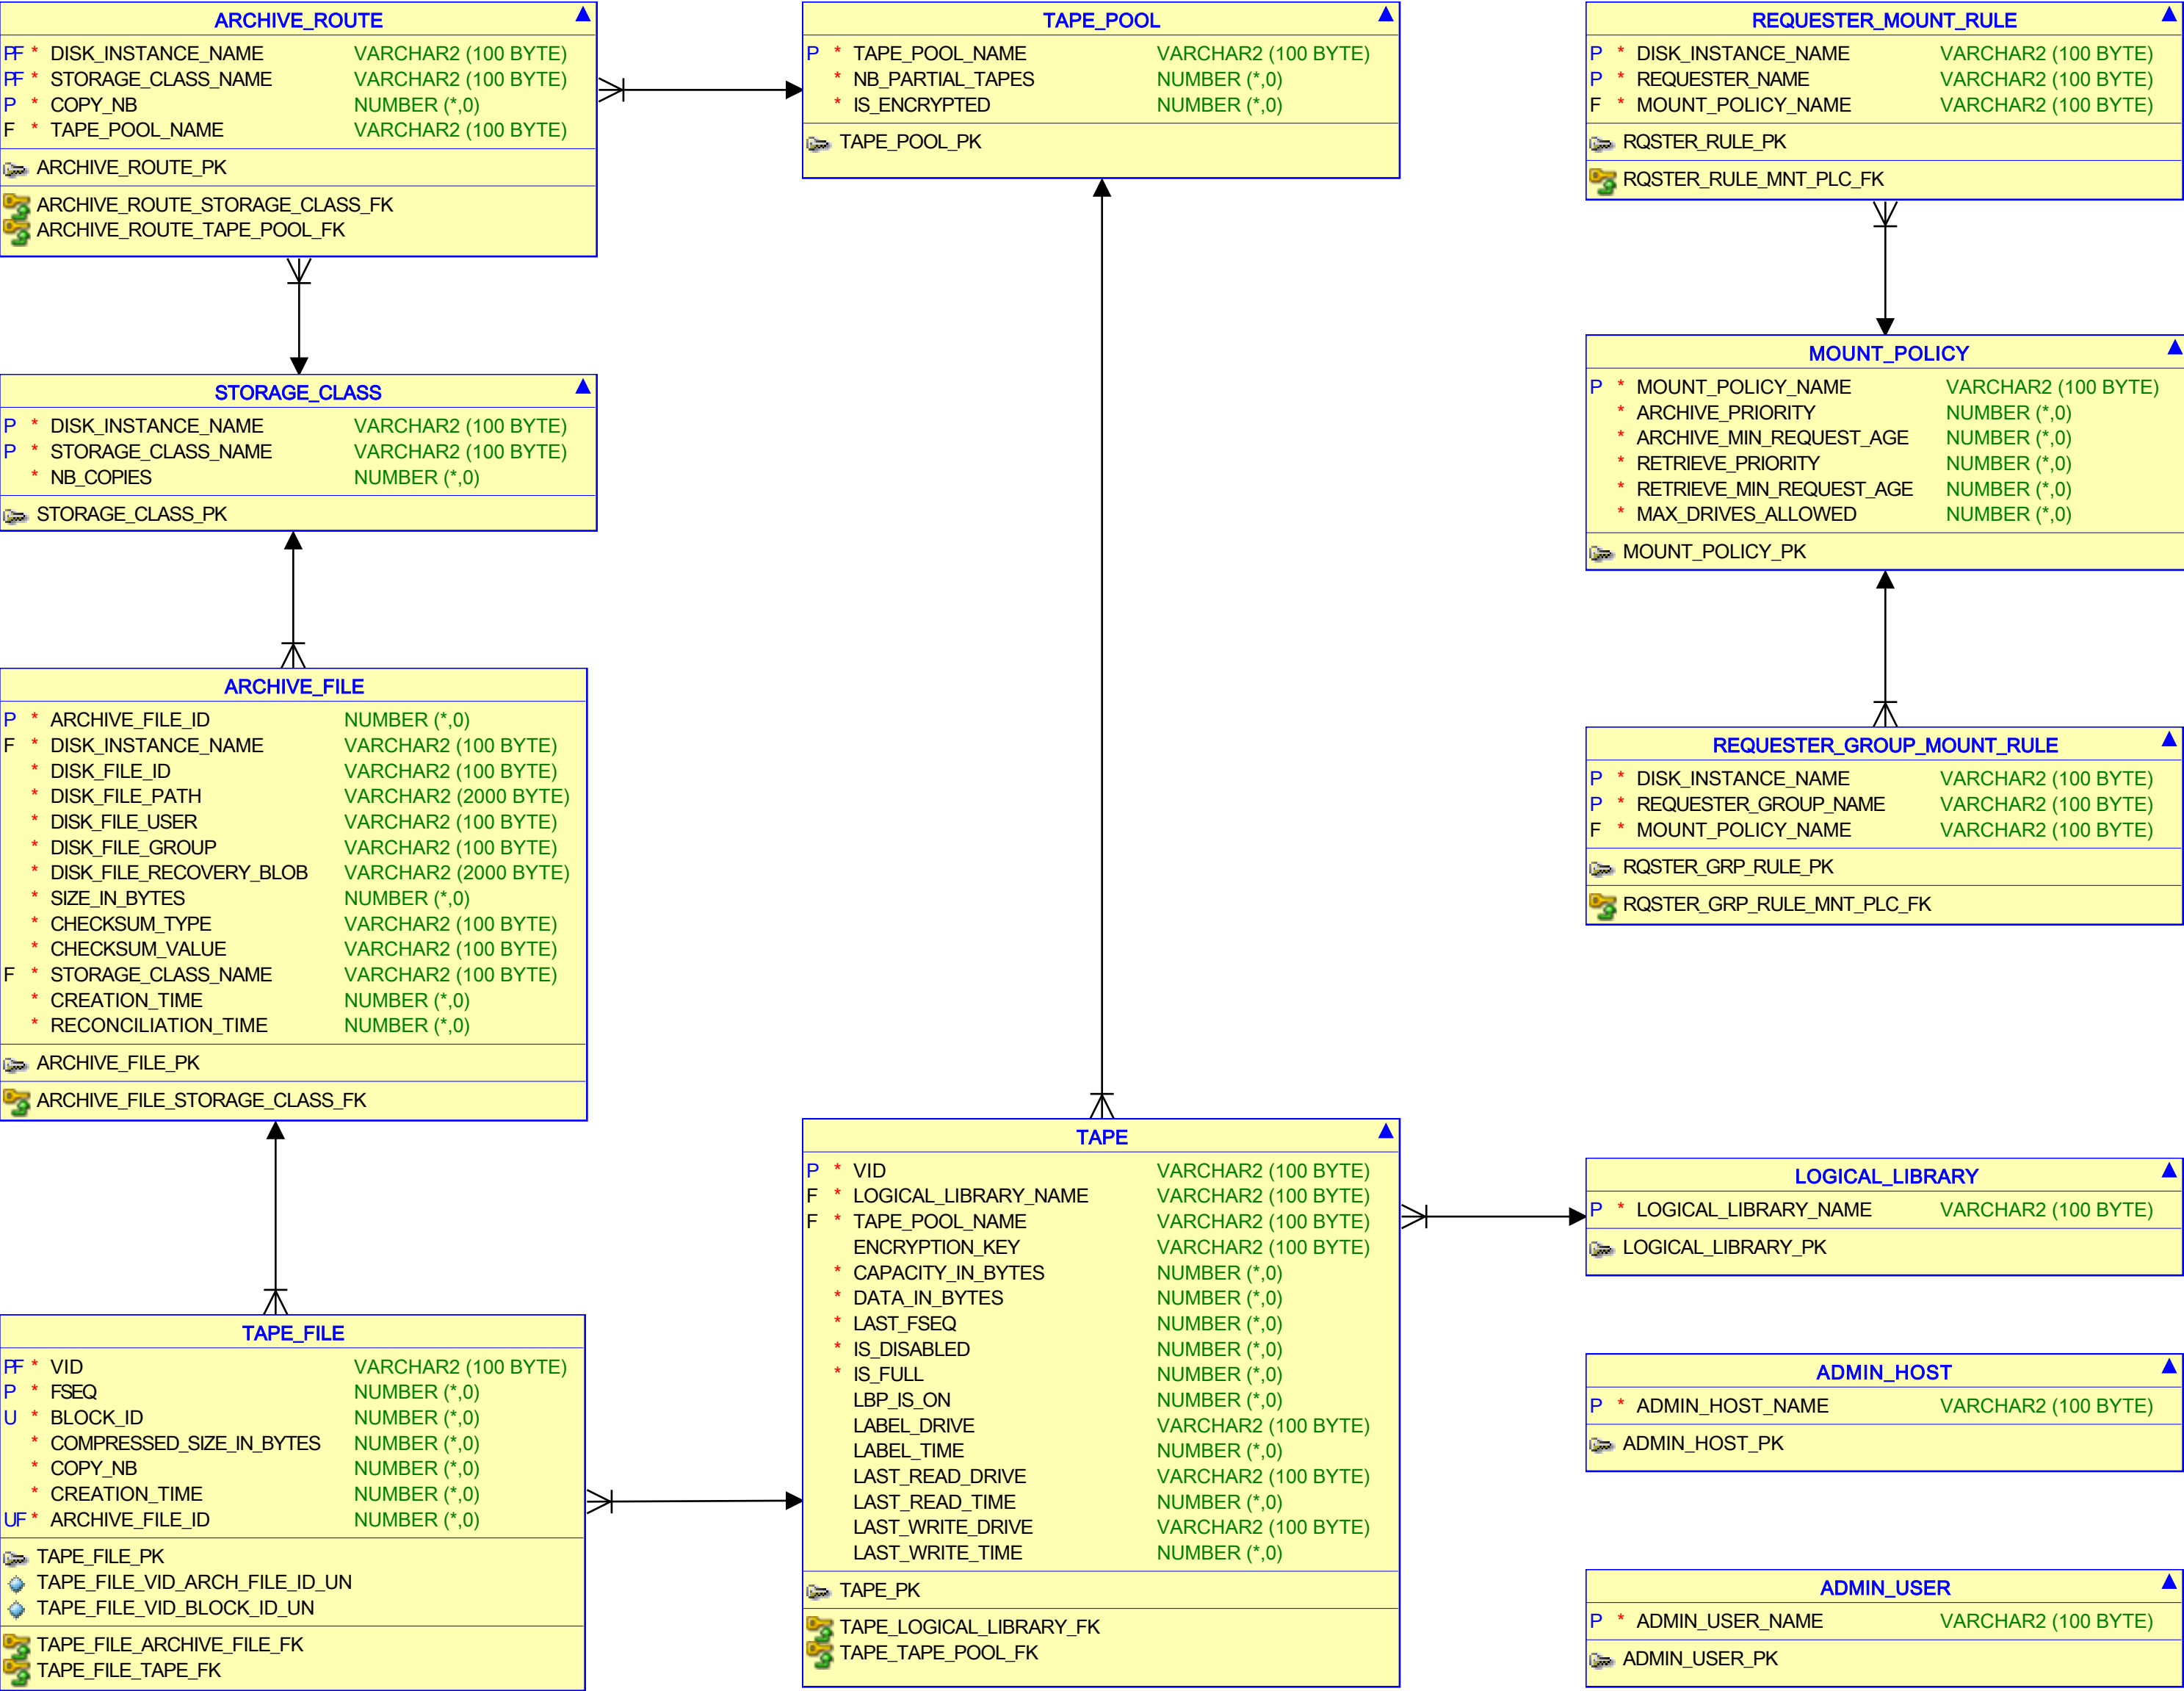 ARCHIVE_ROUTE
PF * DISK_INSTANCE_NAME VARCHAR2 (100 BYTE)
PF * STORAGE_CLASS_NAME VARCHAR2 (100 BYTE)
P * COPY_NB NUMBER (*,0)
F * TAPE_POOL_NAME VARCHAR2 (100 BYTE)
ARCHIVE_ROUTE_PK
ARCHIVE_ROUTE_STORAGE_CLASS_FK
ARCHIVE_ROUTE_TAPE_POOL_FK
TAPE_POOL
P * TAPE_POOL_NAME VARCHAR2 (100 BYTE)
* NB_PARTIAL_TAPES NUMBER (*,0)
* IS_ENCRYPTED NUMBER (*,0)
TAPE_POOL_PK
REQUESTER_MOUNT_RULE
P * DISK_INSTANCE_NAME VARCHAR2 (100 BYTE)
P * REQUESTER_NAME VARCHAR2 (100 BYTE)
F * MOUNT_POLICY_NAME VARCHAR2 (100 BYTE)
RQSTER_RULE_PK
RQSTER_RULE_MNT_PLC_FK
STORAGE_CLASS
P * DISK_INSTANCE_NAME VARCHAR2 (100 BYTE)
P * STORAGE_CLASS_NAME VARCHAR2 (100 BYTE)
* NB_COPIES NUMBER (*,0)
STORAGE_CLASS_PK
MOUNT_POLICY
P * MOUNT_POLICY_NAME VARCHAR2 (100 BYTE)
* ARCHIVE_PRIORITY NUMBER (*,0)
* ARCHIVE_MIN_REQUEST_AGE NUMBER (*,0)
* RETRIEVE_PRIORITY NUMBER (*,0)
* RETRIEVE_MIN_REQUEST_AGE NUMBER (*,0)
* MAX_DRIVES_ALLOWED NUMBER (*,0)
MOUNT_POLICY_PK
ARCHIVE_FILE
P * ARCHIVE_FILE_ID NUMBER (*,0)
F * DISK_INSTANCE_NAME VARCHAR2 (100 BYTE)
* DISK_FILE_ID VARCHAR2 (100 BYTE)
* DISK_FILE_PATH VARCHAR2 (2000 BYTE)
* DISK_FILE_USER VARCHAR2 (100 BYTE)
* DISK_FILE_GROUP VARCHAR2 (100 BYTE)
* DISK_FILE_RECOVERY_BLOB VARCHAR2 (2000 BYTE)
* SIZE_IN_BYTES NUMBER (*,0)
* CHECKSUM_TYPE VARCHAR2 (100 BYTE)
* CHECKSUM_VALUE VARCHAR2 (100 BYTE)
F * STORAGE_CLASS_NAME VARCHAR2 (100 BYTE)
* CREATION_TIME NUMBER (*,0)
* RECONCILIATION_TIME NUMBER (*,0)
ARCHIVE_FILE_PK
ARCHIVE_FILE_STORAGE_CLASS_FK
REQUESTER_GROUP_MOUNT_RULE
P * DISK_INSTANCE_NAME VARCHAR2 (100 BYTE)
P * REQUESTER_GROUP_NAME VARCHAR2 (100 BYTE)
F * MOUNT_POLICY_NAME VARCHAR2 (100 BYTE)
RQSTER_GRP_RULE_PK
RQSTER_GRP_RULE_MNT_PLC_FK
TAPE_FILE
PF * VID VARCHAR2 (100 BYTE)
P * FSEQ NUMBER (*,0)
U * BLOCK_ID NUMBER (*,0)
* COMPRESSED_SIZE_IN_BYTES NUMBER (*,0)
* COPY_NB NUMBER (*,0)
* CREATION_TIME NUMBER (*,0)
UF * ARCHIVE_FILE_ID NUMBER (*,0)
TAPE_FILE_PK
TAPE_FILE_VID_ARCH_FILE_ID_UN
TAPE_FILE_VID_BLOCK_ID_UN
TAPE_FILE_ARCHIVE_FILE_FK
TAPE_FILE_TAPE_FK
TAPE
P * VID VARCHAR2 (100 BYTE)
F * LOGICAL_LIBRARY_NAME VARCHAR2 (100 BYTE)
F * TAPE_POOL_NAME VARCHAR2 (100 BYTE)
ENCRYPTION_KEY VARCHAR2 (100 BYTE)
* CAPACITY_IN_BYTES NUMBER (*,0)
* DATA_IN_BYTES NUMBER (*,0)
* LAST_FSEQ NUMBER (*,0)
* IS_DISABLED NUMBER (*,0)
* IS_FULL NUMBER (*,0)
LBP_IS_ON NUMBER (*,0)
LABEL_DRIVE VARCHAR2 (100 BYTE)
LABEL_TIME NUMBER (*,0)
LAST_READ_DRIVE VARCHAR2 (100 BYTE)
LAST_READ_TIME NUMBER (*,0)
LAST_WRITE_DRIVE VARCHAR2 (100 BYTE)
LAST_WRITE_TIME NUMBER (*,0)
TAPE_PK
TAPE_LOGICAL_LIBRARY_FK
TAPE_TAPE_POOL_FK
LOGICAL_LIBRARY
P * LOGICAL_LIBRARY_NAME VARCHAR2 (100 BYTE)
LOGICAL_LIBRARY_PK
ADMIN_HOST
P * ADMIN_HOST_NAME VARCHAR2 (100 BYTE)
ADMIN_HOST_PK
ADMIN_USER
P * ADMIN_USER_NAME VARCHAR2 (100 BYTE)
ADMIN_USER_PK